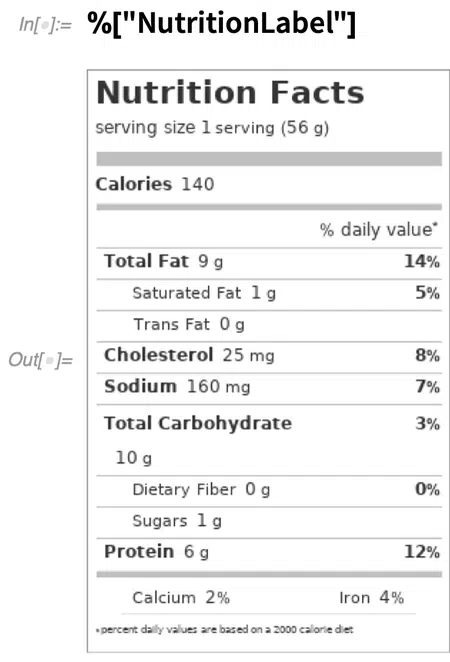 In[ ]:= %["NutritionLabel"]
Nutrition Facts
serving size 1 serving (56 g)
Calories 140
% daily value*
Total Fat 9 g 14%
Saturated Fat 1 g 5%
Trans Fat 0 g
Cholesterol 25 mg 8%
Out[ ]= Sodium 160 mg 7%
Total Carbohydrate 3%
10 g
Dietary Fiber 0 g 0%
Sugars 1 g
Protein 6 g 12%
Calcium 2% Iron 4%
*percent daily values are based on a 2000 calorie diet